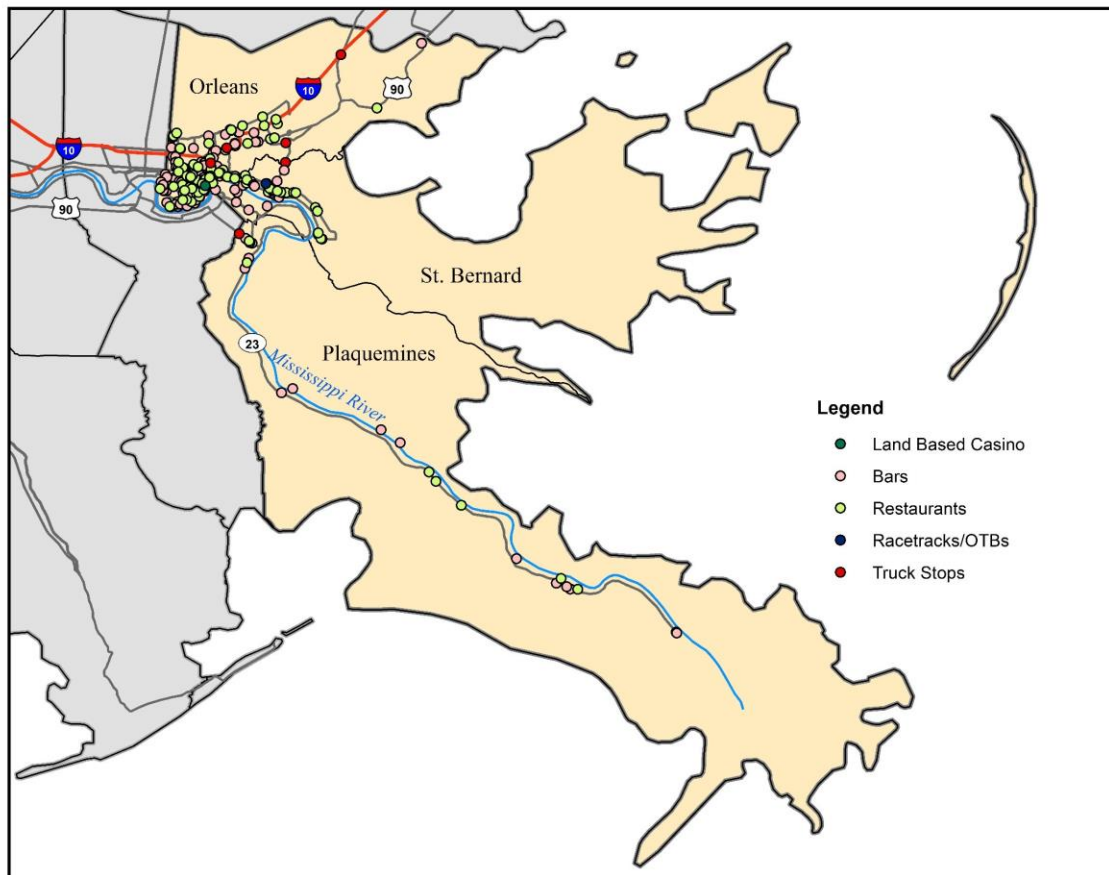 Orleans
10
90
10
90
St. Bernard
23
Plaquemines
Mississippi River
Legend
Land Based Casino
Bars
Restaurants
Racetracks/OTBs
Truck Stops